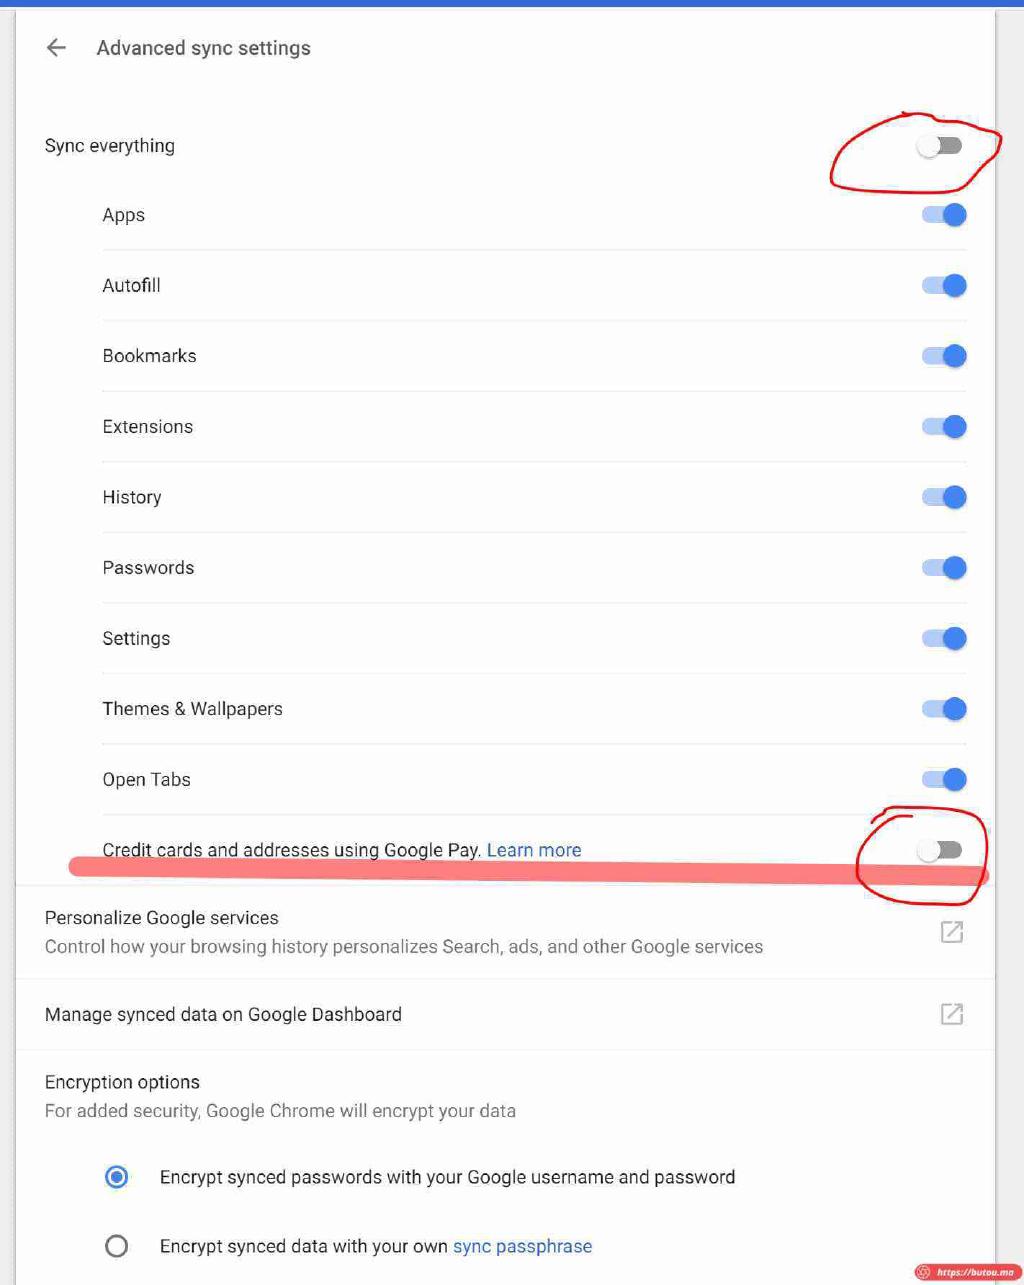 Advanced sync settings
Sync everything
Apps
Autofill
Bookmarks
Extensions
History
Passwords
Settings
Themes & Wallpapers
Open Tabs
Credit cards and addresses using Google Pay. Learn more
Personalize Google services
Control how your browsing history personalizes Search, ads, and other Google services
Manage synced data on Google Dashboard
Encryption options
For added security, Google Chrome will encrypt your data
Encrypt synced passwords with your Google username and password
Encrypt synced data with your own sync passphrase
https://butou.ma